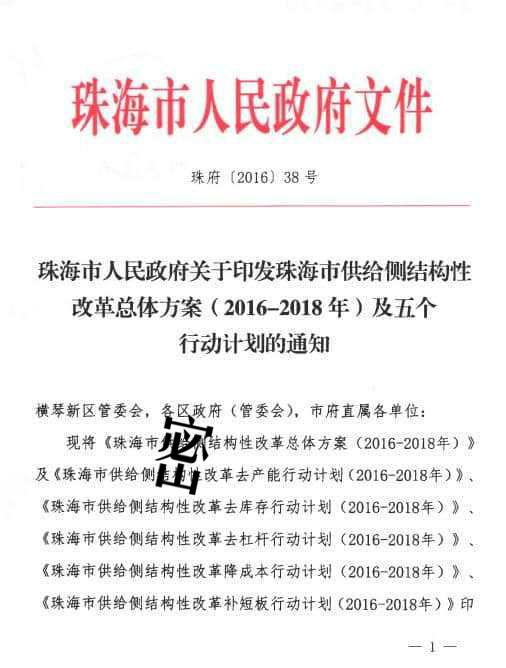 珠海市人民政府文件
珠府〔2016〕38 号
珠海市人民政府关于印发珠海市供给侧结构性
改革总体方案（2016-2018 年）及五个
行动计划的通知
横琴新区管委会，各区政府（管委会），市府直属各单位：
现将《珠海市供给侧结构性改革总体方案（2016-2018年）》
及《珠海市供给侧结构性改革去产能行动计划（2016-2018年）》、
《珠海市供给侧结构性改革去库存行动计划（2016-2018年）》、
《珠海市供给侧结构性改革去杠杆行动计划（2016-2018年）》、
《珠海市供给侧结构性改革降成本行动计划（2016-2018年）》、
《珠海市供给侧结构性改革补短板行动计划（2016-2018年）》印
密
— 1 —